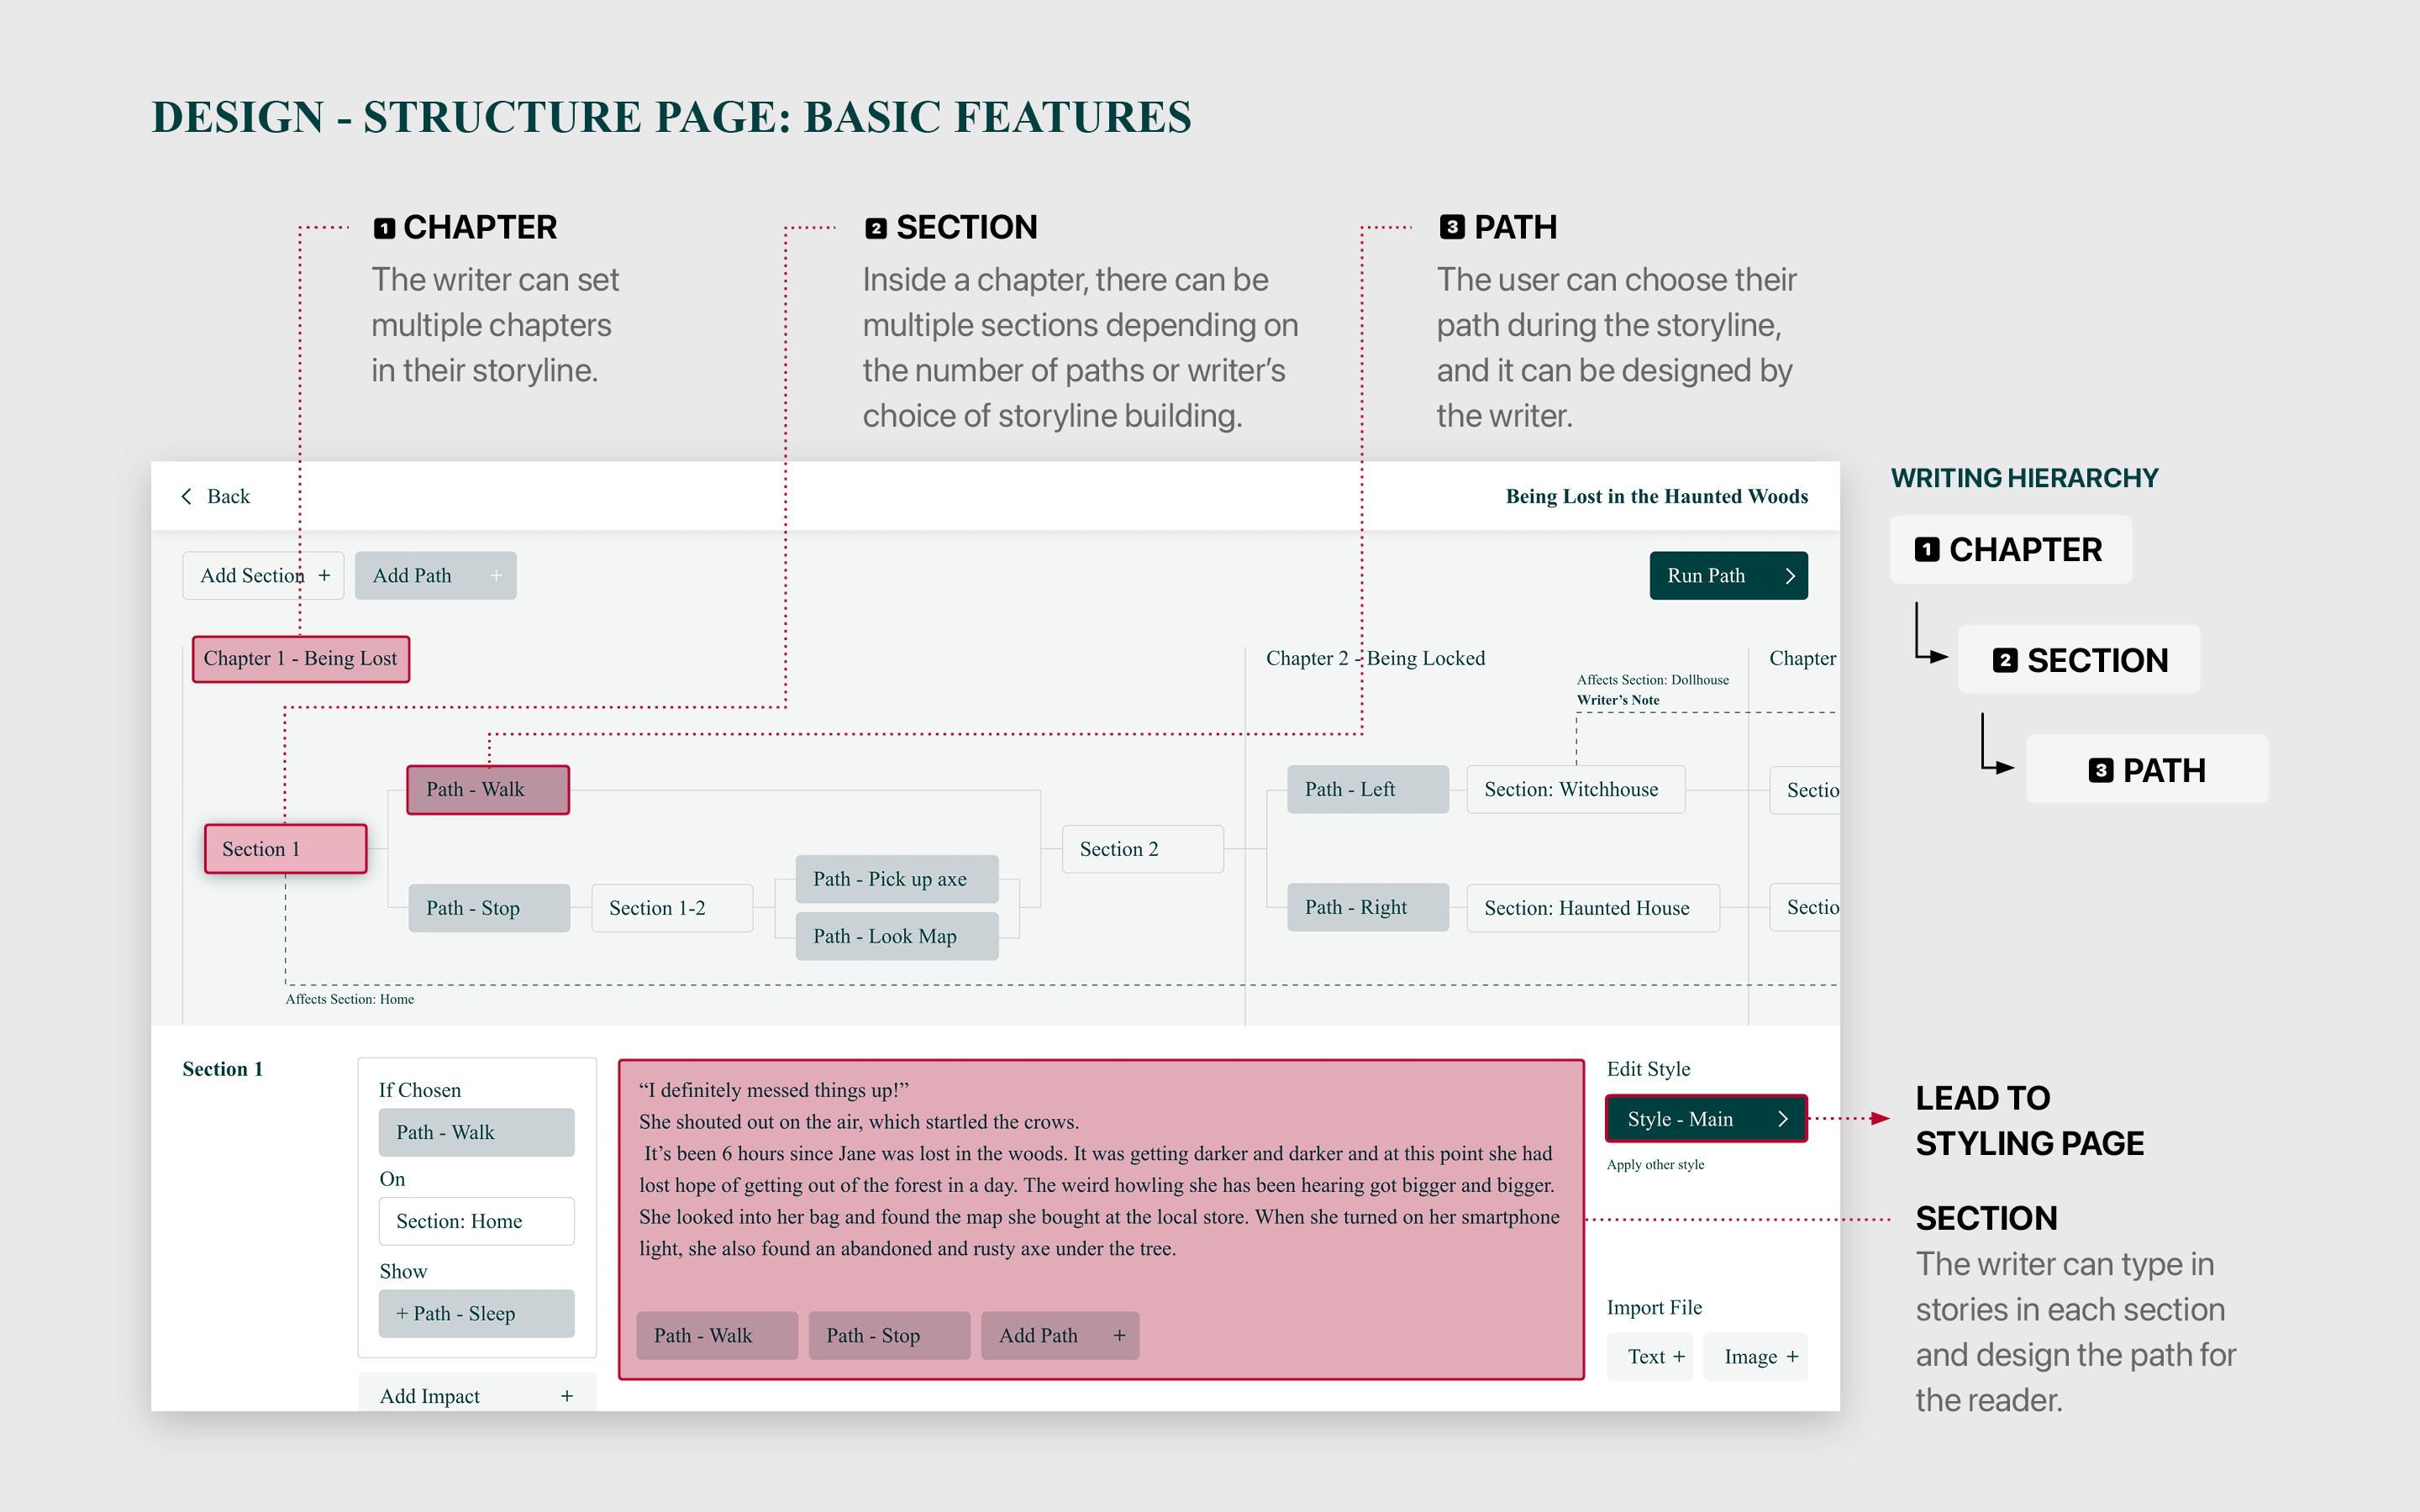 DESIGN - STRUCTURE PAGE: BASIC FEATURES
1 CHAPTER
The writer can set
multiple chapters
in their storyline.
2 SECTION
Inside a chapter, there can be
multiple sections depending on
the number of paths or writer’s
choice of storyline building.
3 PATH
The user can choose their
path during the storyline,
and it can be designed by
the writer.
Back
Being Lost in the Haunted Woods
Add Section +
Add Path +
Run Path
Chapter 1 - Being Lost
Chapter 2 - Being Locked
Chapter
Affects Section: Dollhouse
Writer’s Note
Path - Walk
Path - Left
Section: Witchhouse
Sectio
Section 1
Section 2
Path - Pick up axe
Path - Stop
Section 1-2
Path - Look Map
Path - Right
Section: Haunted House
Sectio
Affects Section: Home
Section 1
If Chosen
Path - Walk
On
Section: Home
Show
+ Path - Sleep
Add Impact +
“I definitely messed things up!”
She shouted out on the air, which startled the crows.
It’s been 6 hours since Jane was lost in the woods. It was getting darker and darker and at this point she had
lost hope of getting out of the forest in a day. The weird howling she has been hearing got bigger and bigger.
She looked into her bag and found the map she bought at the local store. When she turned on her smartphone
light, she also found an abandoned and rusty axe under the tree.
Path - Walk
Path - Stop
Add Path +
Edit Style
Style - Main
Apply other style
Import File
Text +
Image +
WRITING HIERARCHY
1 CHAPTER
2 SECTION
3 PATH
LEAD TO
STYLING PAGE
SECTION
The writer can type in
stories in each section
and design the path for
the reader.